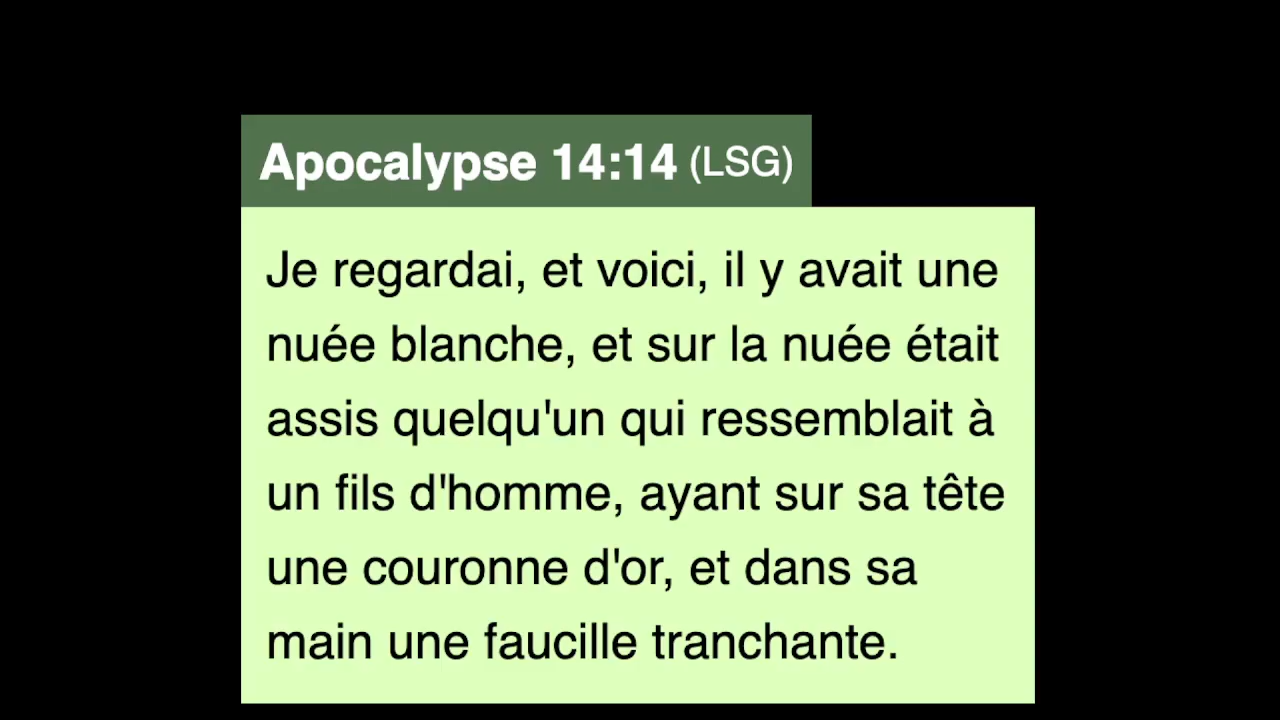 Apocalypse 14:14 (LSG)
Je regardai, et voici, il y avait une
nuée blanche, et sur la nuée était
assis quelqu'un qui ressemblait à
un fils d'homme, ayant sur sa tête
une couronne d'or, et dans sa
main une faucille tranchante.